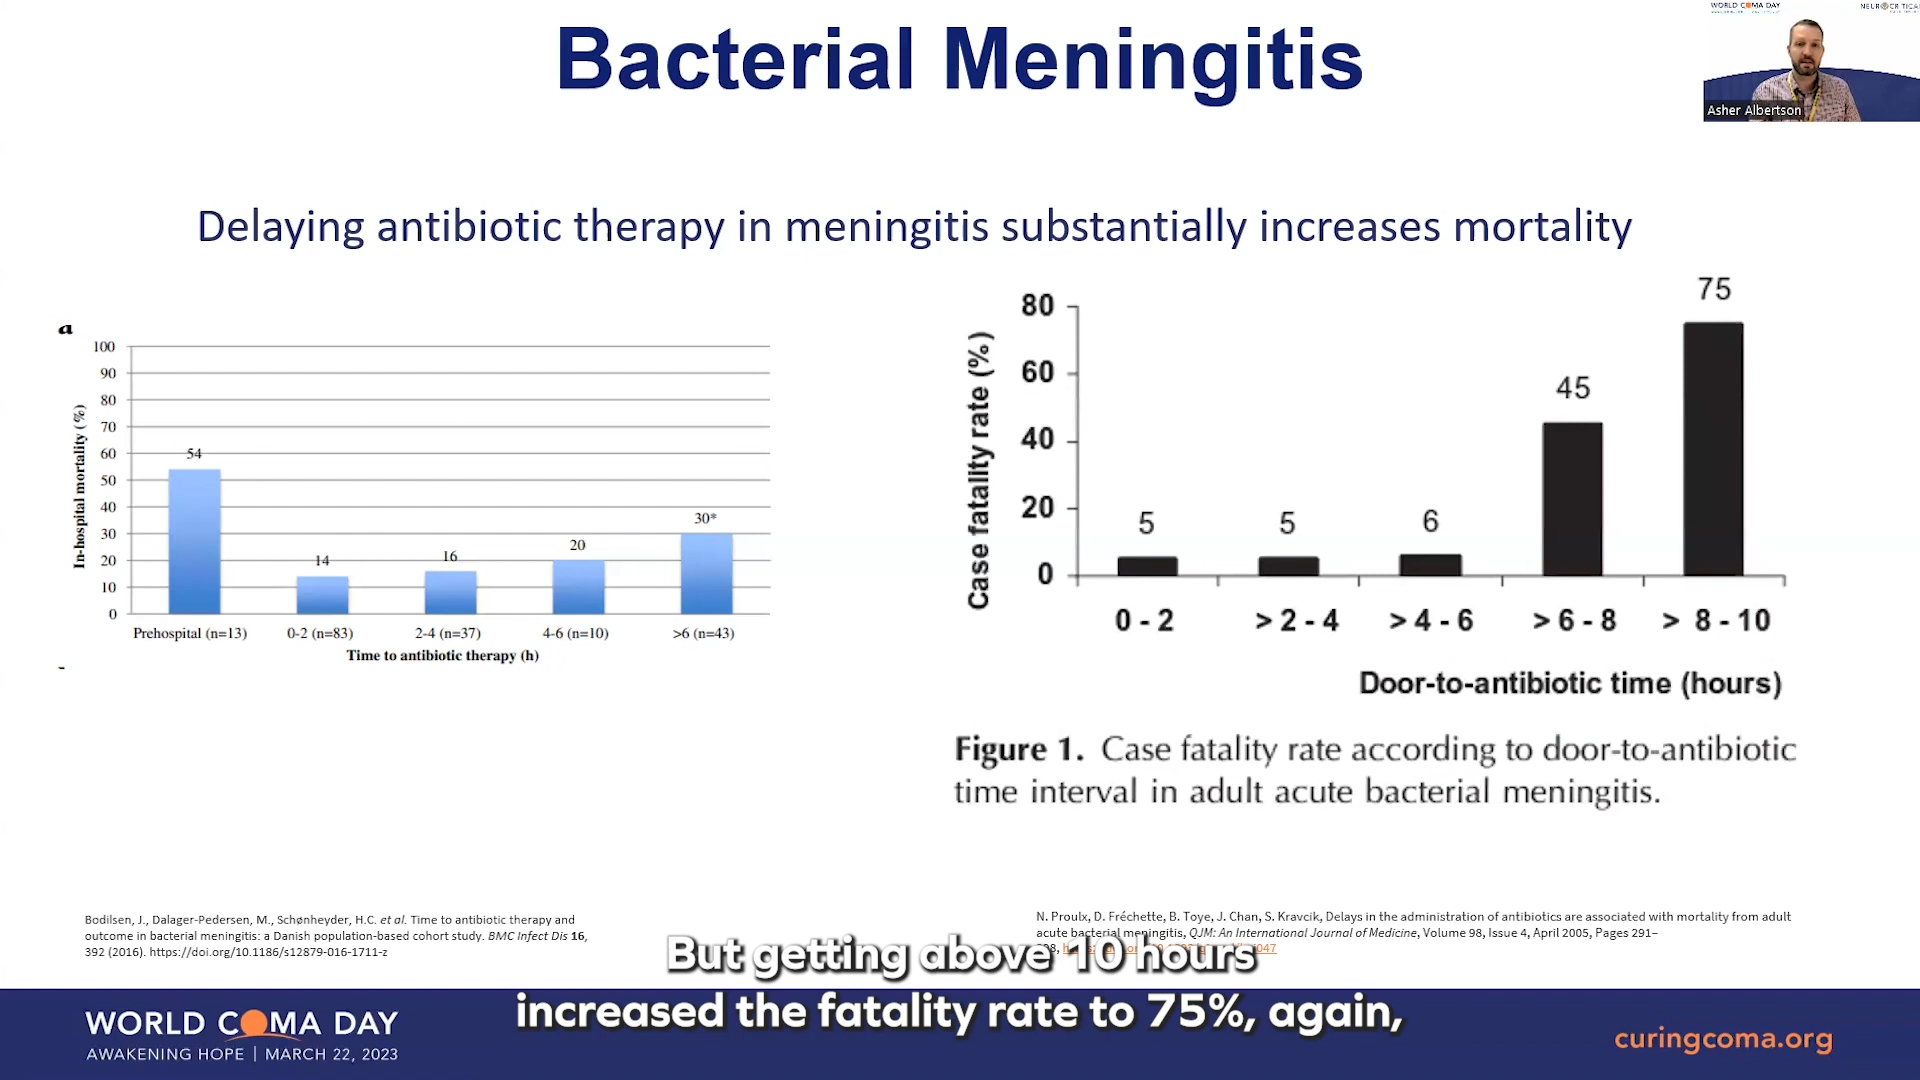 Bacterial Meningitis
WORLD COMA DAY
Asher Albertson
Delaying antibiotic therapy in meningitis substantially increases mortality
a
In-hospital mortality (%)
100
90
80
70
60
50
40
30
20
10
0
54
14
16
20
30*
Prehospital (n=13) 0-2 (n=83) 2-4 (n=37) 4-6 (n=10) >6 (n=43)
Time to antibiotic therapy (h)
Case fatality rate (%)
80
60
40
20
0
5
5
6
45
75
0 - 2 > 2 - 4 > 4 - 6 > 6 - 8 > 8 - 10
Door-to-antibiotic time (hours)
Figure 1. Case fatality rate according to door-to-antibiotic
time interval in adult acute bacterial meningitis.
Bodilsen, J., Dalager-Pedersen, M., Schønheyder, H.C. et al. Time to antibiotic therapy and
outcome in bacterial meningitis: a Danish population-based cohort study. BMC Infect Dis 16,
392 (2016). https://doi.org/10.1186/s12879-016-1711-z
N. Proulx, D. Fréchette, B. Toye, J. Chan, S. Kravcik, Delays in the administration of antibiotics are associated with mortality from adult
acute bacterial meningitis, QJM: An International Journal of Medicine, Volume 98, Issue 4, April 2005, Pages 291–
But getting above 10 hours
increased the fatality rate to 75%, again,
WORLD COMA DAY
AWAKENING HOPE | MARCH 22, 2023
curingcoma.org